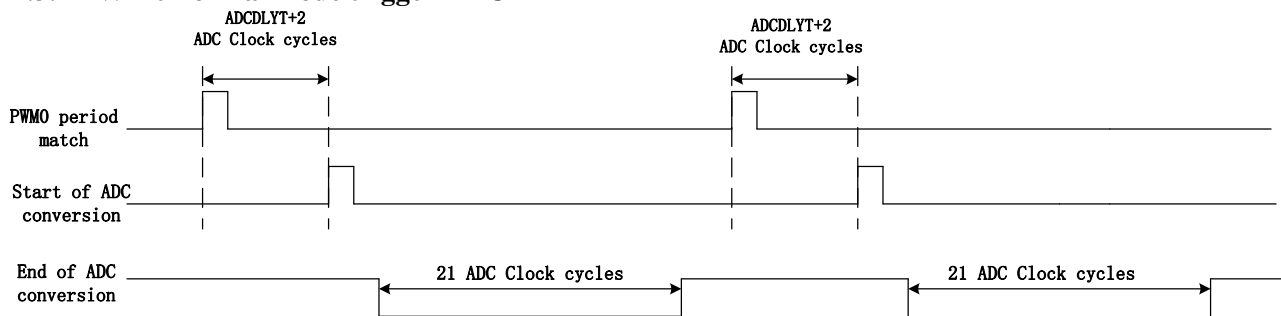 ADCDLYT+2
ADC Clock cycles
ADCDLYT+2
ADC Clock cycles
PWM0 period
match
Start of ADC
conversion
End of ADC
conversion
21 ADC Clock cycles
21 ADC Clock cycles